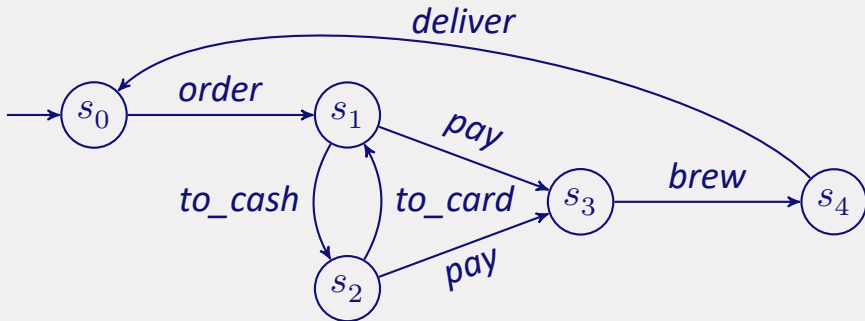 deliver
s₀
order
s₁
pay
to_cash
to_card
s₃
brew
s₄
s₂
pay